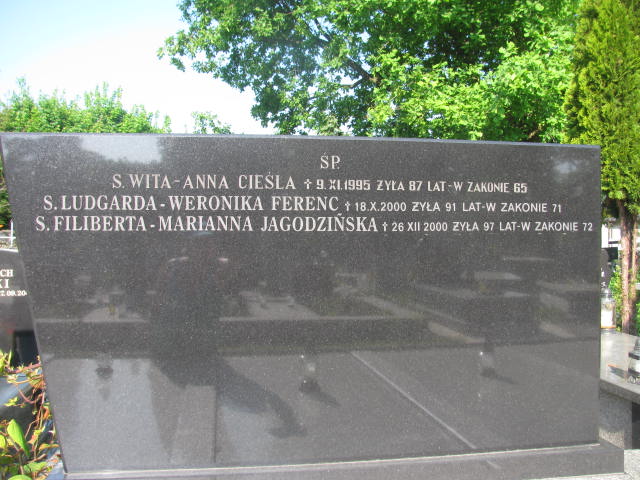 ŚP.
S. WITA-ANNA CIEŚLA † 9.XI.1995 ŻYŁA 87 LAT-W ZAKONIE 65
S. LUDGARDA-WERONIKA FERENC † 18.X.2000 ŻYŁA 91 LAT-W ZAKONIE 71
S. FILIBERTA-MARIANNA JAGODZIŃSKA † 26 XII 2000 ŻYŁA 97 LAT-W ZAKONIE 72